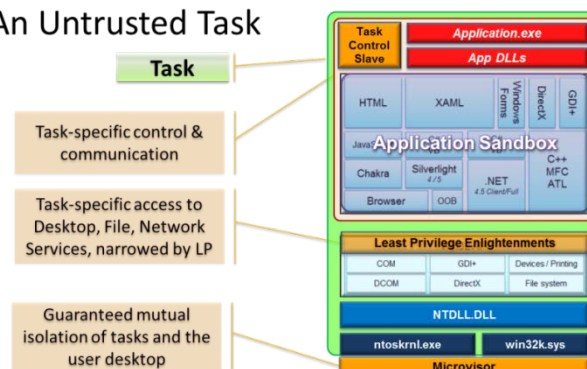 An Untrusted Task
Task
Task-specific control &
communication
Task-specific access to
Desktop, File, Network
Services, narrowed by LP
Guaranteed mutual
isolation of tasks and the
user desktop
Task
Control
Slave
Application.exe
App DLLs
HTML
XAML
Windows
Forms
DirectX
GDI+
Application Sandbox
Chakra
Silverlight
4 / 5
.NET
4.5 Client/Full
C++
MFC
ATL
Browser
OOB
Least Privilege Enlightenments
COM
GDI+
Devices / Printing
DCOM
DirectX
File system
NTDLL.DLL
ntoskrnl.exe
win32k.sys
Microvisor